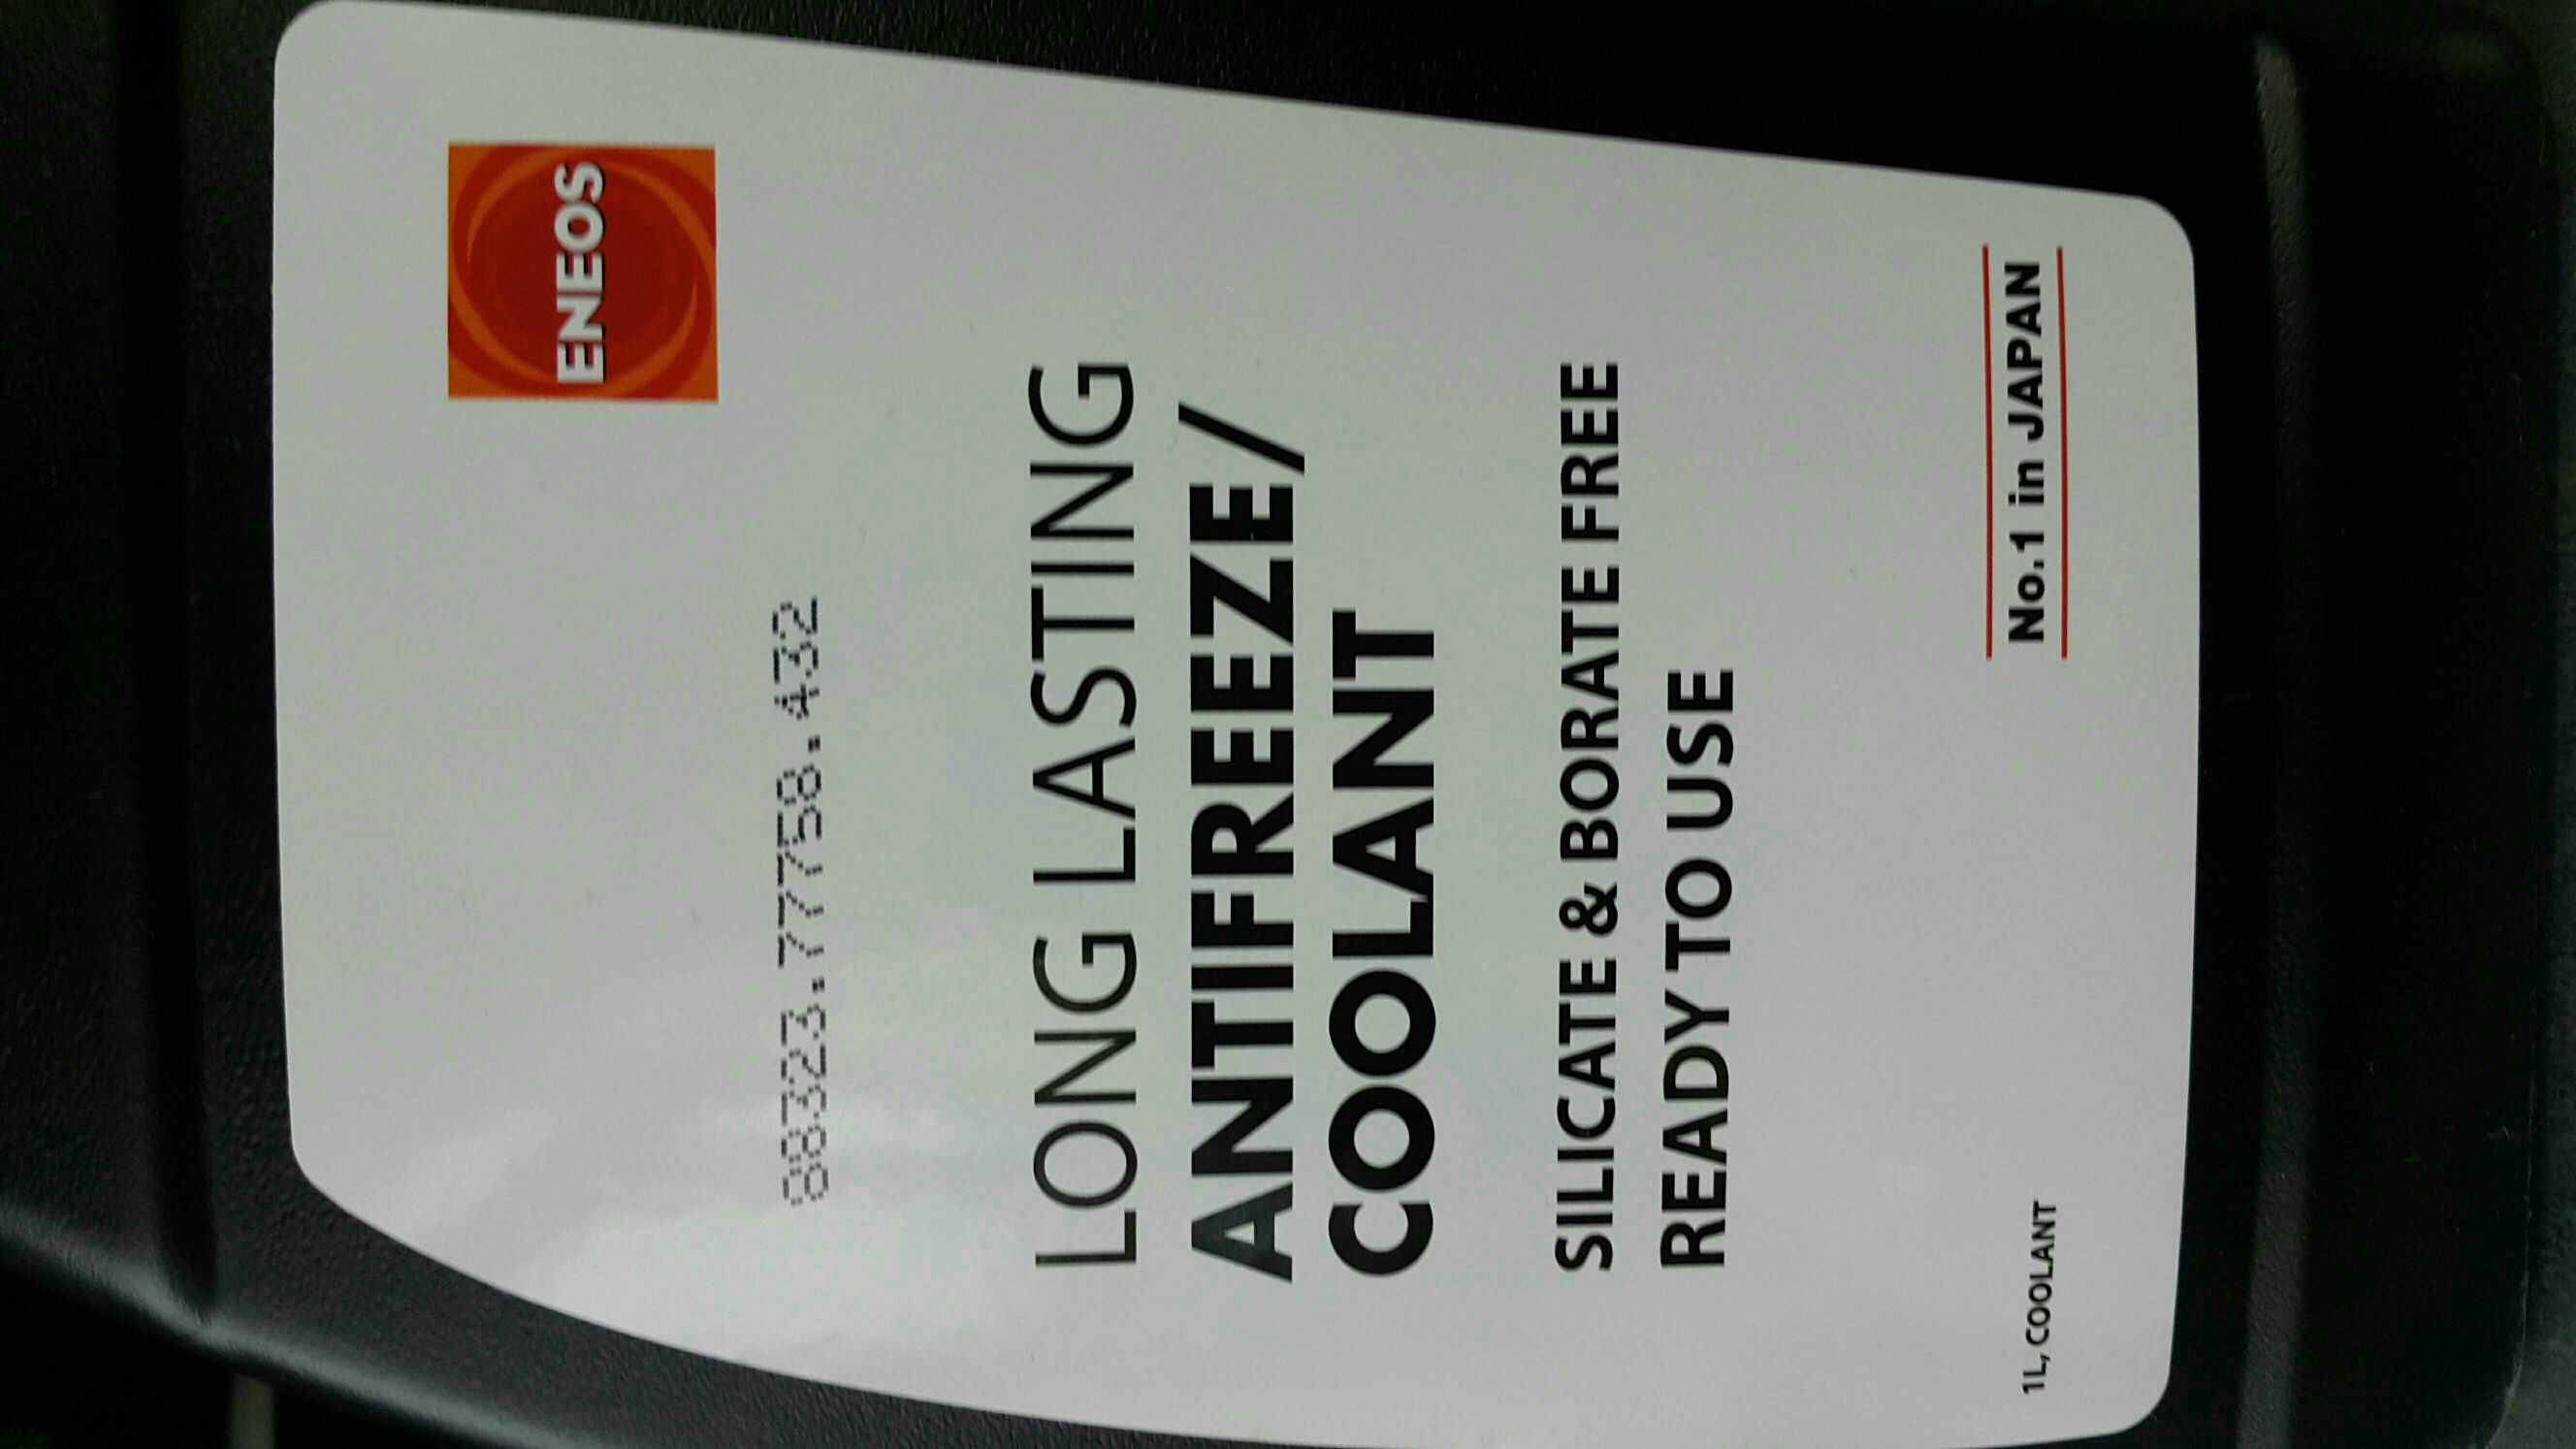 ENEOS
88323.77758.432
LONG LASTING
ANTIFREEZE/
COOLANT
SILICATE & BORATE FREE
READY TO USE
1L, COOLANT
No.1 in JAPAN